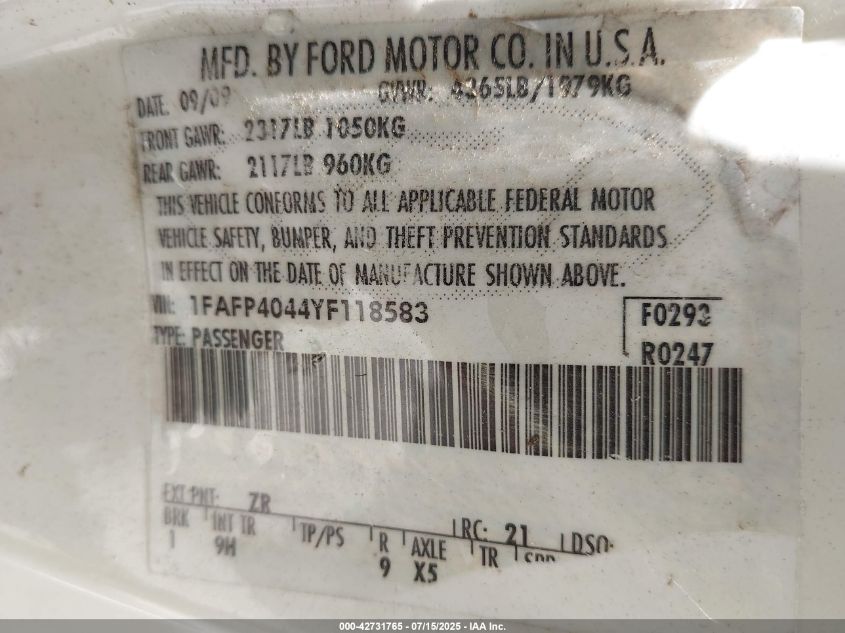 MFD. BY FORD MOTOR CO. IN U.S.A.
DATE. 09/09 GVWR: 4365LB/1979KG
FRONT GAWR: 2317LB 1050KG
REAR GAWR: 2117LB 960KG
THIS VEHICLE CONFORMS TO ALL APPLICABLE FEDERAL MOTOR
VEHICLE SAFETY, BUMPER, AND THEFT PREVENTION STANDARDS
IN EFFECT ON THE DATE OF MANUFACTURE SHOWN ABOVE.
VIN: 1FAFP4044YF118583 F0293
TYPE: PASSENGER R0247
EXT PNT: ZR RC: 21 DSO:
BRK INT TR TP/PS R AXLE TR SPR
1 9H 9 X5
000-42731765 - 07/15/2025 - IAA Inc.